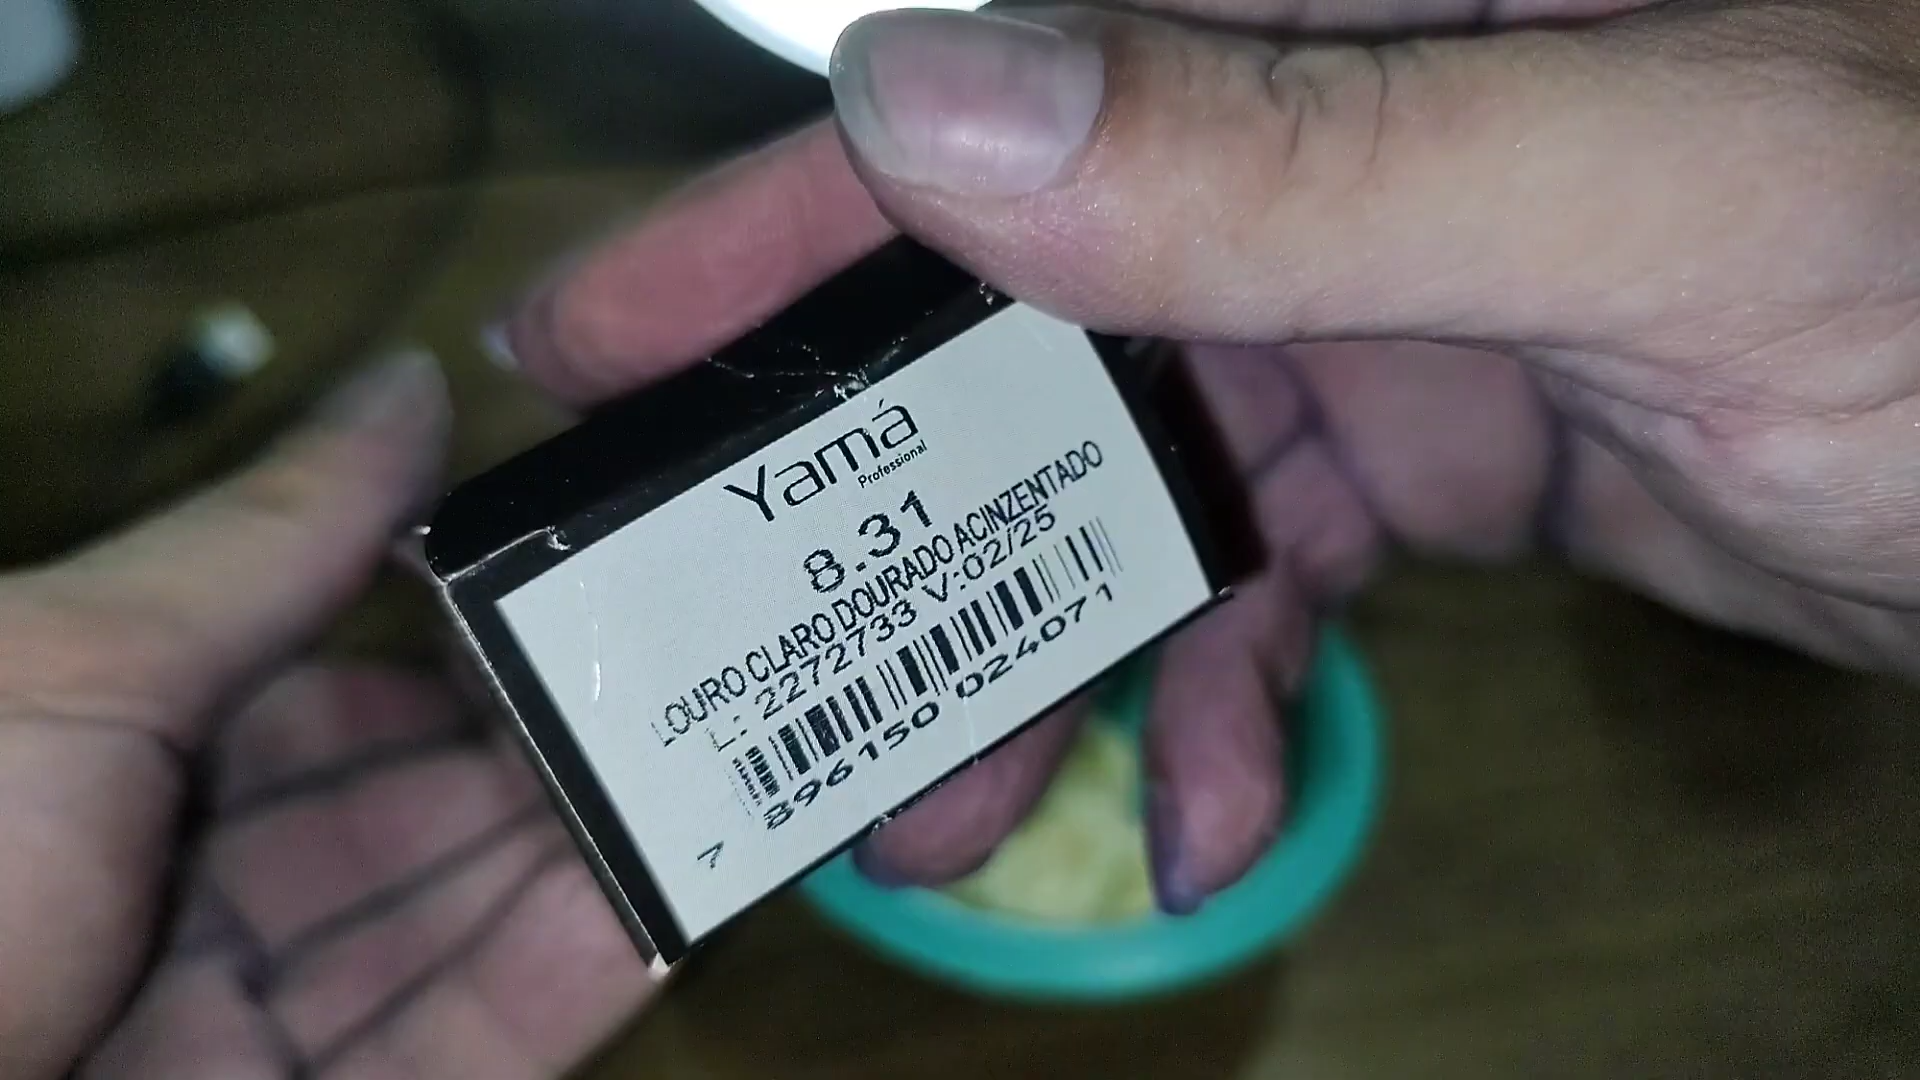 Yamá
Professional
8.31
LOURO CLARO DOURADO ACINZENTADO
L: 2272733 V:02/25
7 896150 024071